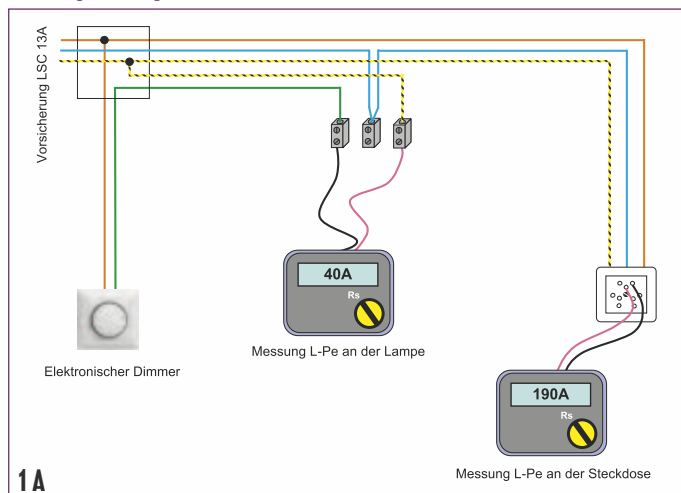 Vorsicherung LSC 13A
40A
Rs
Messung L-Pe an der Lampe
Elektronischer Dimmer
190A
Rs
Messung L-Pe an der Steckdose
1A